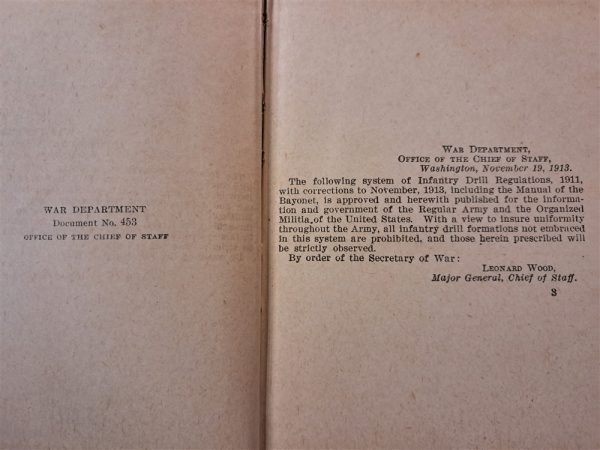 WAR DEPARTMENT
Document No. 453
OFFICE OF THE CHIEF OF STAFF
WAR DEPARTMENT,
OFFICE OF THE CHIEF OF STAFF,
Washington, November 19, 1913.
The following system of Infantry Drill Regulations, 1911,
with corrections to November, 1913, including the Manual of the
Bayonet, is approved and herewith published for the informa-
tion and government of the Regular Army and the Organized
Militia of the United States. With a view to insure uniformity
throughout the Army, all infantry drill formations not embraced
in this system are prohibited, and those herein prescribed will
be strictly observed.
By order of the Secretary of War:
LEONARD WOOD,
Major General, Chief of Staff.
3